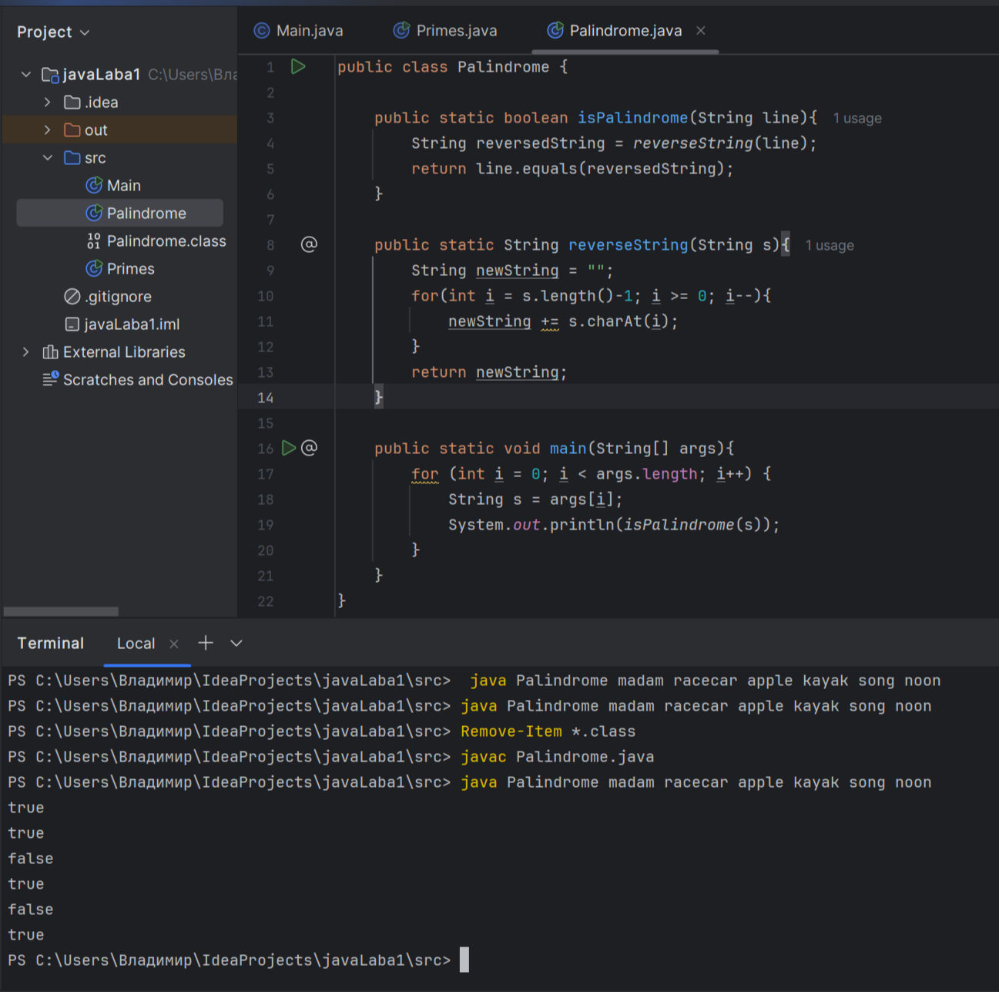 Project
javaLaba1 C:\Users\Вла
.idea
out
src
Main
Palindrome
Palindrome.class
Primes
.gitignore
javaLaba1.iml
External Libraries
Scratches and Consoles
Main.java Primes.java Palindrome.java
1 public class Palindrome {
2
3 public static boolean isPalindrome(String line){ 1 usage
4 String reversedString = reverseString(line);
5 return line.equals(reversedString);
6 }
7
8 @ public static String reverseString(String s){ 1 usage
9 String newString = "";
10 for(int i = s.length()-1; i >= 0; i--){
11 newString += s.charAt(i);
12 }
13 return newString;
14 }
15
16 @ public static void main(String[] args){
17 for (int i = 0; i < args.length; i++) {
18 String s = args[i];
19 System.out.println(isPalindrome(s));
20 }
21 }
22 }
Terminal Local
PS C:\Users\Владимир\IdeaProjects\javaLaba1\src>  java Palindrome madam racecar apple kayak song noon
PS C:\Users\Владимир\IdeaProjects\javaLaba1\src> java Palindrome madam racecar apple kayak song noon
PS C:\Users\Владимир\IdeaProjects\javaLaba1\src> Remove-Item *.class
PS C:\Users\Владимир\IdeaProjects\javaLaba1\src> javac Palindrome.java
PS C:\Users\Владимир\IdeaProjects\javaLaba1\src> java Palindrome madam racecar apple kayak song noon
true
true
false
true
false
true
PS C:\Users\Владимир\IdeaProjects\javaLaba1\src>